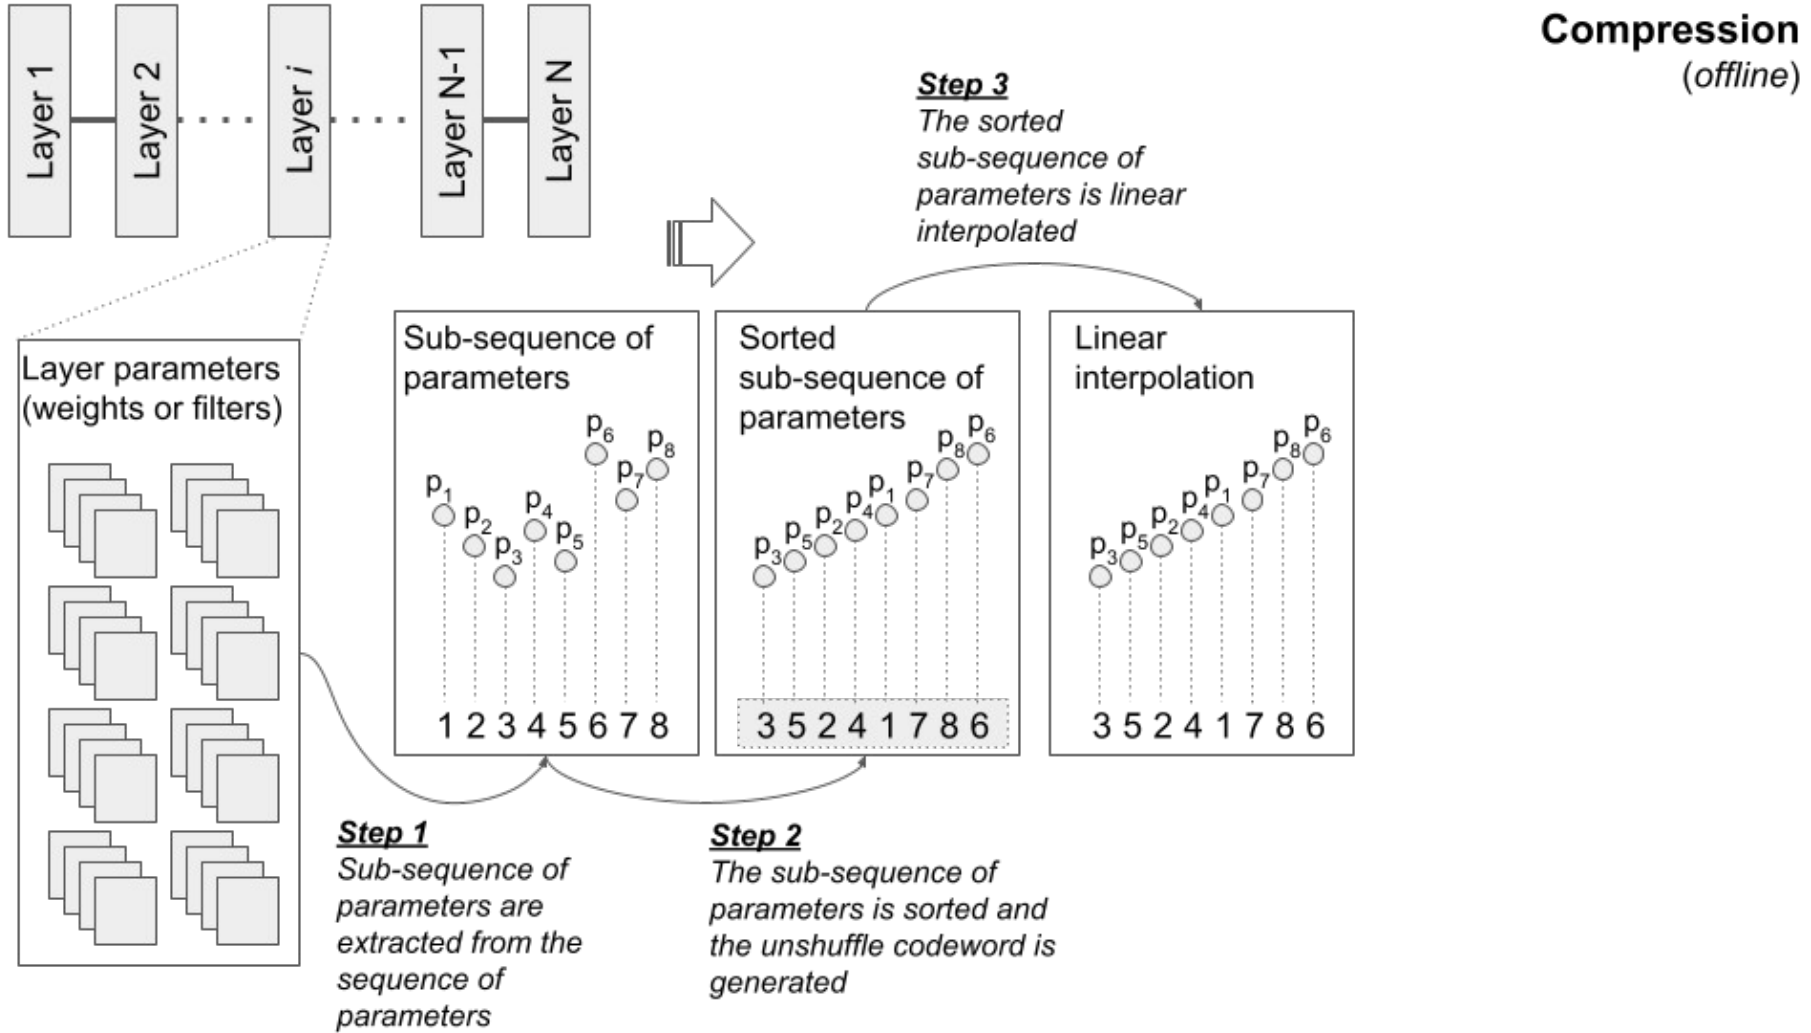 Layer 1
Layer 2
Layer i
Layer N-1
Layer N
Compression
(offline)
Step 3
The sorted
sub-sequence of
parameters is linear
interpolated
Layer parameters
(weights or filters)
Sub-sequence of
parameters
p1 p2 p3 p4 p5 p6 p7 p8
1 2 3 4 5 6 7 8
Sorted
sub-sequence of
parameters
p3 p5 p2 p4 p1 p7 p8 p6
3 5 2 4 1 7 8 6
Linear
interpolation
p3 p5 p2 p4 p1 p7 p8 p6
3 5 2 4 1 7 8 6
Step 1
Sub-sequence of
parameters are
extracted from the
sequence of
parameters
Step 2
The sub-sequence of
parameters is sorted and
the unshuffle codeword is
generated